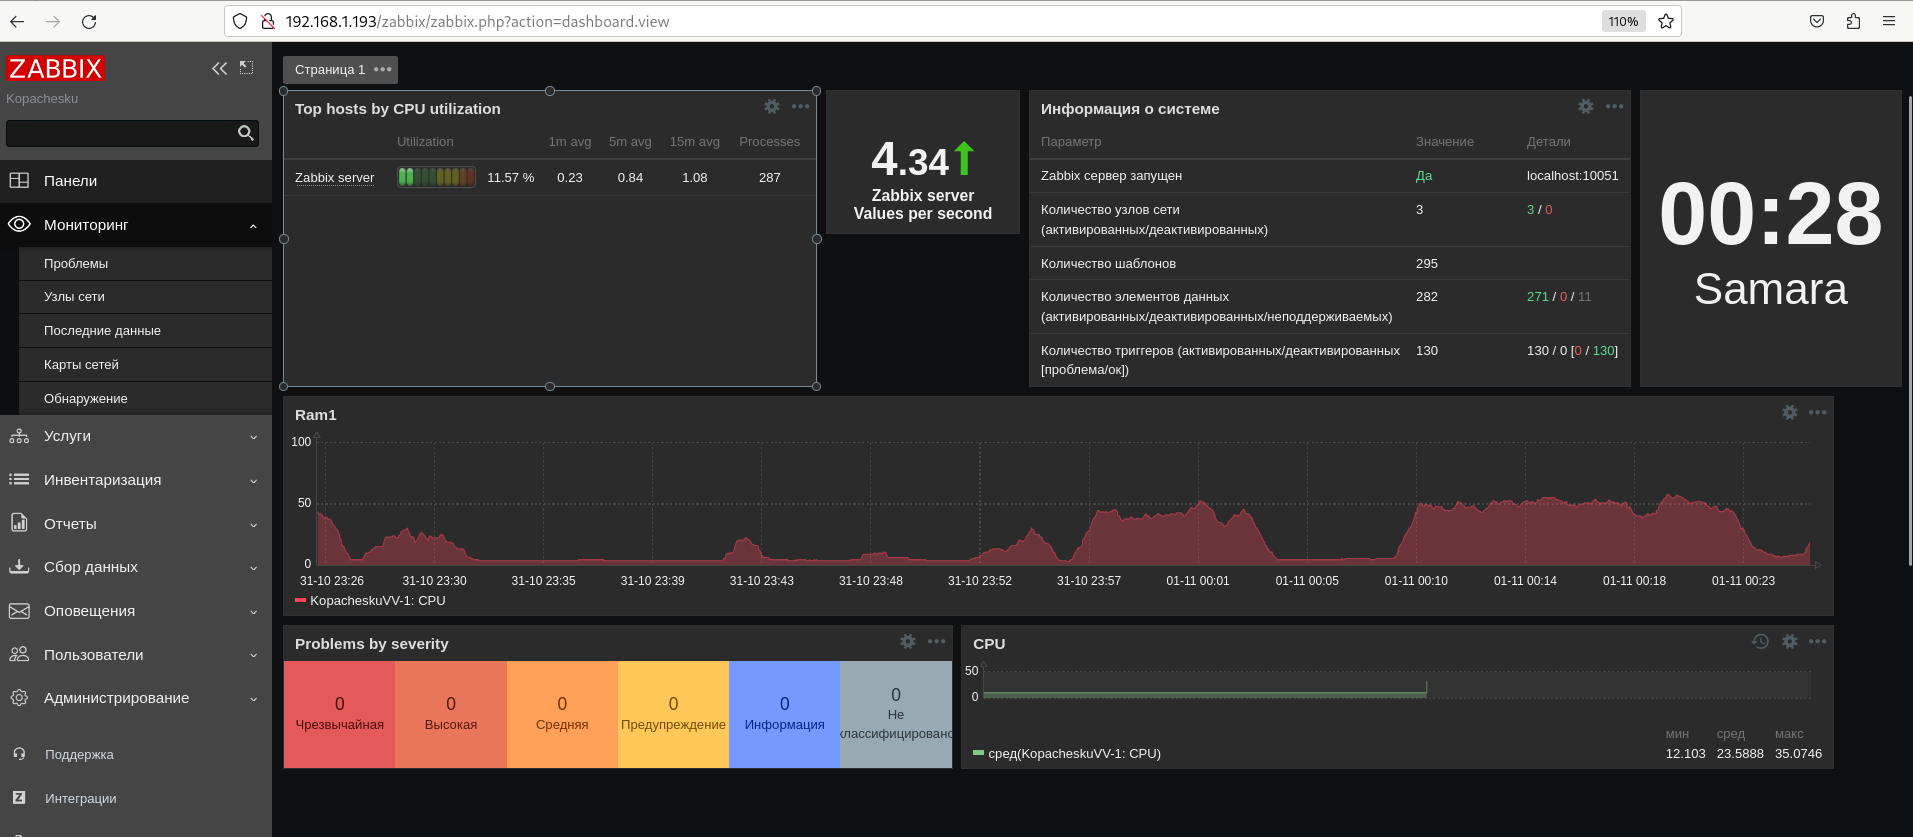 192.168.1.193/zabbix/zabbix.php?action=dashboard.view
110%
ZABBIX
Kopachesku
Панели
Мониторинг
Проблемы
Узлы сети
Последние данные
Карты сетей
Обнаружение
Услуги
Инвентаризация
Отчеты
Сбор данных
Оповещения
Пользователи
Администрирование
Поддержка
Z Интеграции
Страница 1
Top hosts by CPU utilization
Utilization 1m avg 5m avg 15m avg Processes
Zabbix server 11.57 % 0.23 0.84 1.08 287
4.34
Zabbix server
Values per second
Информация о системе
Параметр Значение Детали
Zabbix сервер запущен Да localhost:10051
Количество узлов сети 3 3 / 0
(активированных/деактивированных)
Количество шаблонов 295
Количество элементов данных 282 271 / 0 / 11
(активированных/деактивированных/неподдерживаемых)
Количество триггеров (активированных/деактивированных 130 130 / 0 [0 / 130]
[проблема/ок])
00:28
Samara
Ram1
100
50
0
31-10 23:26 31-10 23:30 31-10 23:35 31-10 23:39 31-10 23:43 31-10 23:48 31-10 23:52 31-10 23:57 01-11 00:01 01-11 00:05 01-11 00:10 01-11 00:14 01-11 00:18 01-11 00:23
KopacheskuVV-1: CPU
Problems by severity
0 0 0 0 0 0
Чрезвычайная Высокая Средняя Предупреждение Информация Не
классифицировано
CPU
50
0
мин сред макс
сред(KopacheskuVV-1: CPU) 12.103 23.5888 35.0746